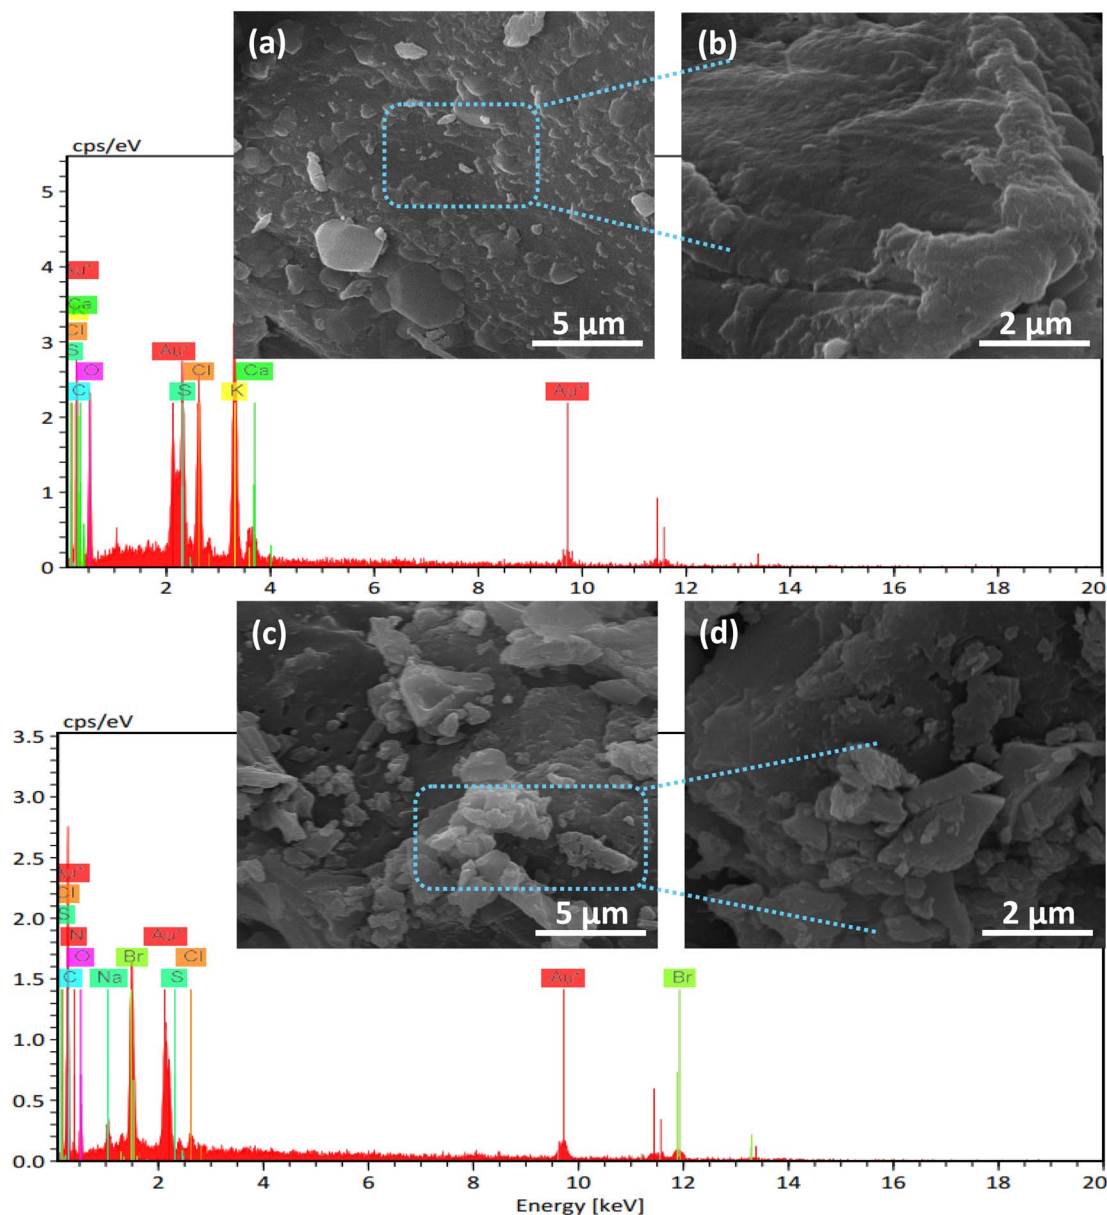 (a)
(b)
cps/eV
5
4
Au*
Ca
Cl
3
S
O
Au*
Cl
Ca
C
S
K
Au*
5 µm
2 µm
2
1
0
2
4
6
8
10
12
14
16
18
20
(c)
(d)
cps/eV
3.5
3.0
2.5
Au*
Cl
2.0
S
N
O
Br
Au*
Cl
C
Na
S
Au*
Br
5 µm
2 µm
1.5
1.0
0.5
0.0
2
4
6
8
10
12
14
16
18
20
Energy [keV]